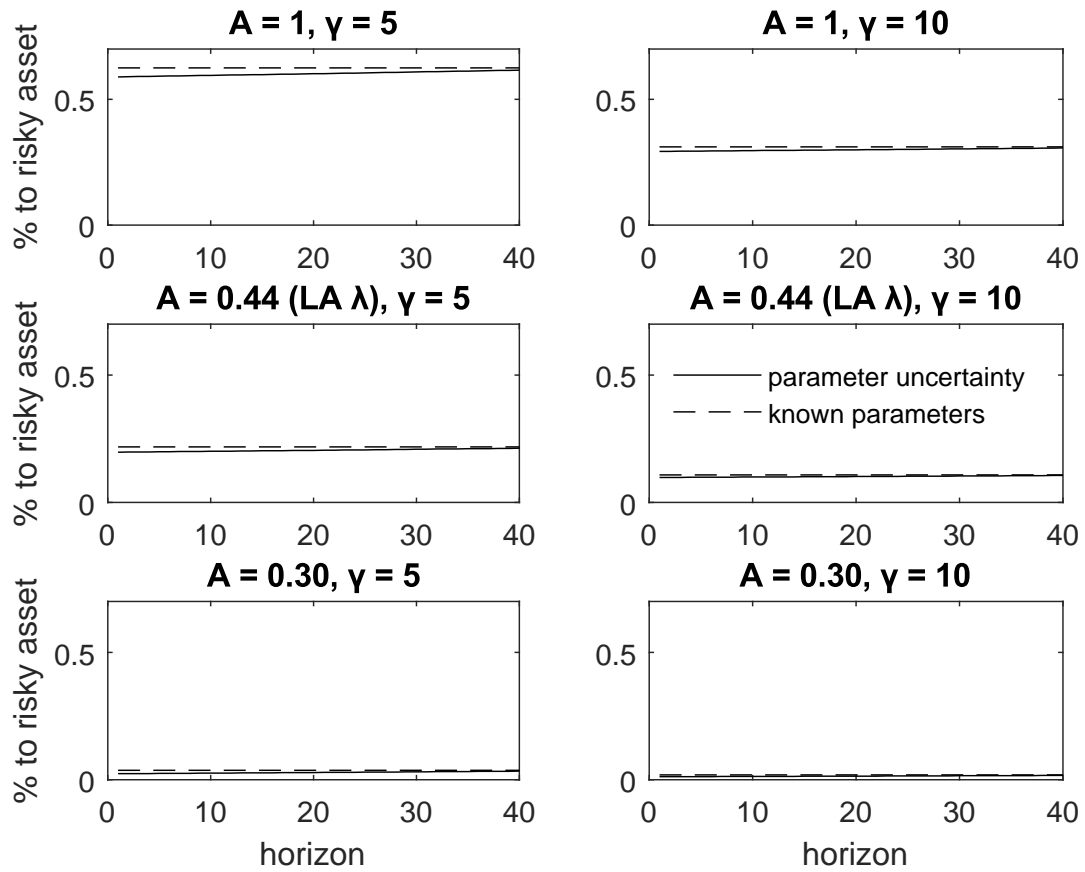 A = 1, γ = 5
% to risky asset
0.5
0
0 10 20 30 40
A = 1, γ = 10
0.5
0
0 10 20 30 40
A = 0.44 (LA λ), γ = 5
% to risky asset
0.5
0
0 10 20 30 40
A = 0.44 (LA λ), γ = 10
0.5
parameter uncertainty
known parameters
0
0 10 20 30 40
A = 0.30, γ = 5
% to risky asset
0.5
0
0 10 20 30 40
horizon
A = 0.30, γ = 10
0.5
0
0 10 20 30 40
horizon